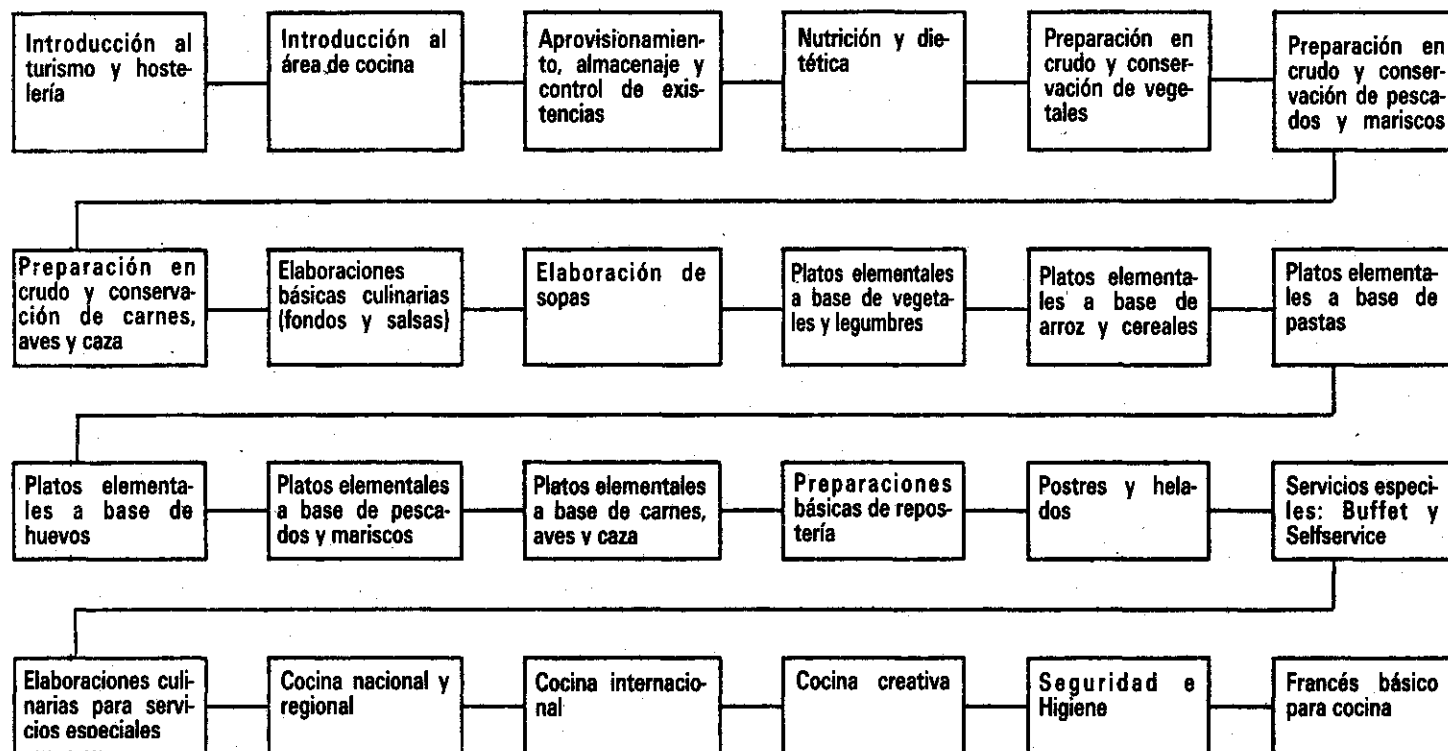 Introducción al
turismo y hoste-
lería
Introducción al
área de cocina
Aprovisionamien-
to, almacenaje y
control de exis-
tencias
Nutrición y die-
tética
Preparación en
crudo y conser-
vación de vege-
tales
Preparación en
crudo y conser-
vación de pesca-
dos y mariscos
Preparación en
crudo y conserva-
ción de carnes,
aves y caza
Elaboraciones
básicas culinarias
(fondos y salsas)
Elaboración de
sopas
Platos elementales
a base de vegeta-
les y legumbres
Platos elementa-
les a base de
arroz y cereales
Platos elementa-
les a base de
pastas
Platos elementa-
les a base de
huevos
Platos elementales
a base de pesca-
dos y mariscos
Platos elementales
a base de carnes,
aves y caza
Preparaciones
básicas de repos-
tería
Postres y hela-
dos
Servicios especi-
les: Buffet y
Selfservice
Elaboraciones culi-
narias para servi-
cios especiales
Cocina nacional y
regional
Cocina internacio-
nal
Cocina creativa
Seguridad e
Higiene
Francés básico
para cocina